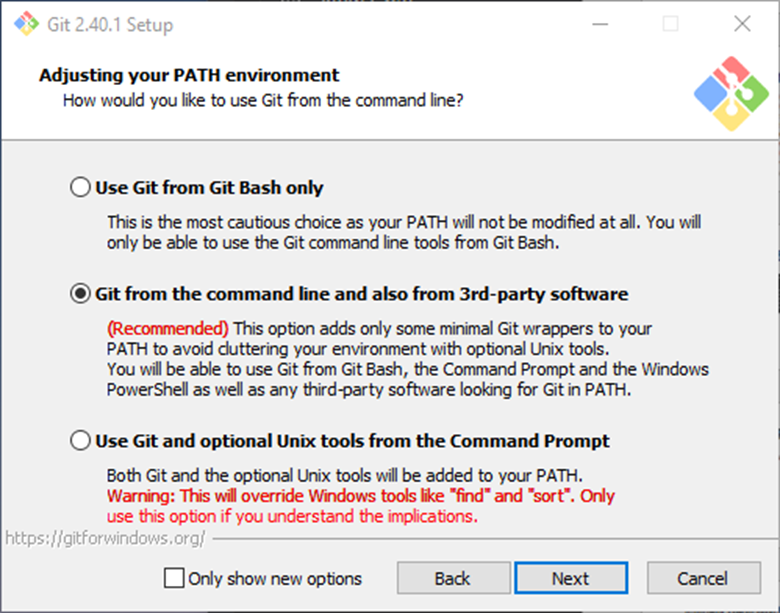 Git 2.40.1 Setup
Adjusting your PATH environment
How would you like to use Git from the command line?
Use Git from Git Bash only
This is the most cautious choice as your PATH will not be modified at all. You will
only be able to use the Git command line tools from Git Bash.
Git from the command line and also from 3rd-party software
(Recommended) This option adds only some minimal Git wrappers to your
PATH to avoid cluttering your environment with optional Unix tools.
You will be able to use Git from Git Bash, the Command Prompt and the Windows
PowerShell as well as any third-party software looking for Git in PATH.
Use Git and optional Unix tools from the Command Prompt
Both Git and the optional Unix tools will be added to your PATH.
Warning: This will override Windows tools like "find" and "sort". Only
use this option if you understand the implications.
https://gitforwindows.org/
Only show new options
Back
Next
Cancel